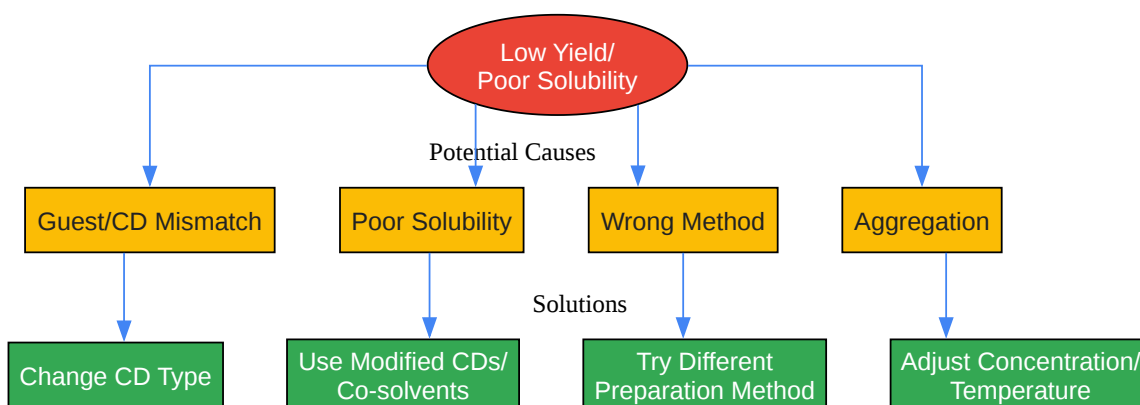 Low Yield/
Poor Solubility
Potential Causes
Guest/CD Mismatch
Poor Solubility
Wrong Method
Aggregation
Solutions
Change CD Type
Use Modified CDs/
Co-solvents
Try Different
Preparation Method
Adjust Concentration/
Temperature